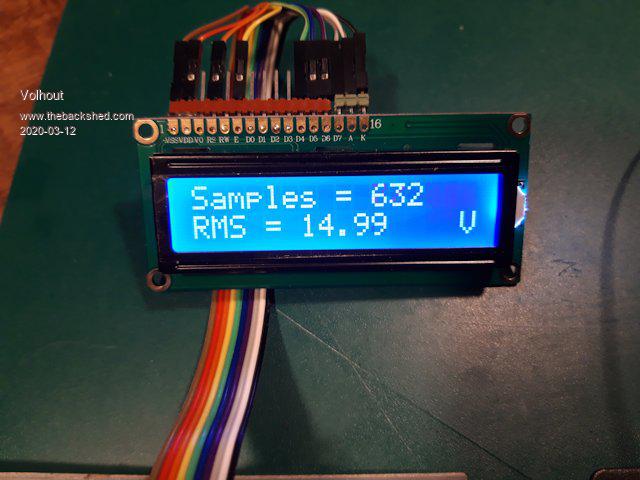 Volhout
www.thebackshed.com
2020-03-12
1 16
VSS VDD V0 RS RW E D0 D1 D2 D3 D4 D5 D6 D7 A K
Samples = 632
RMS = 14.99 V